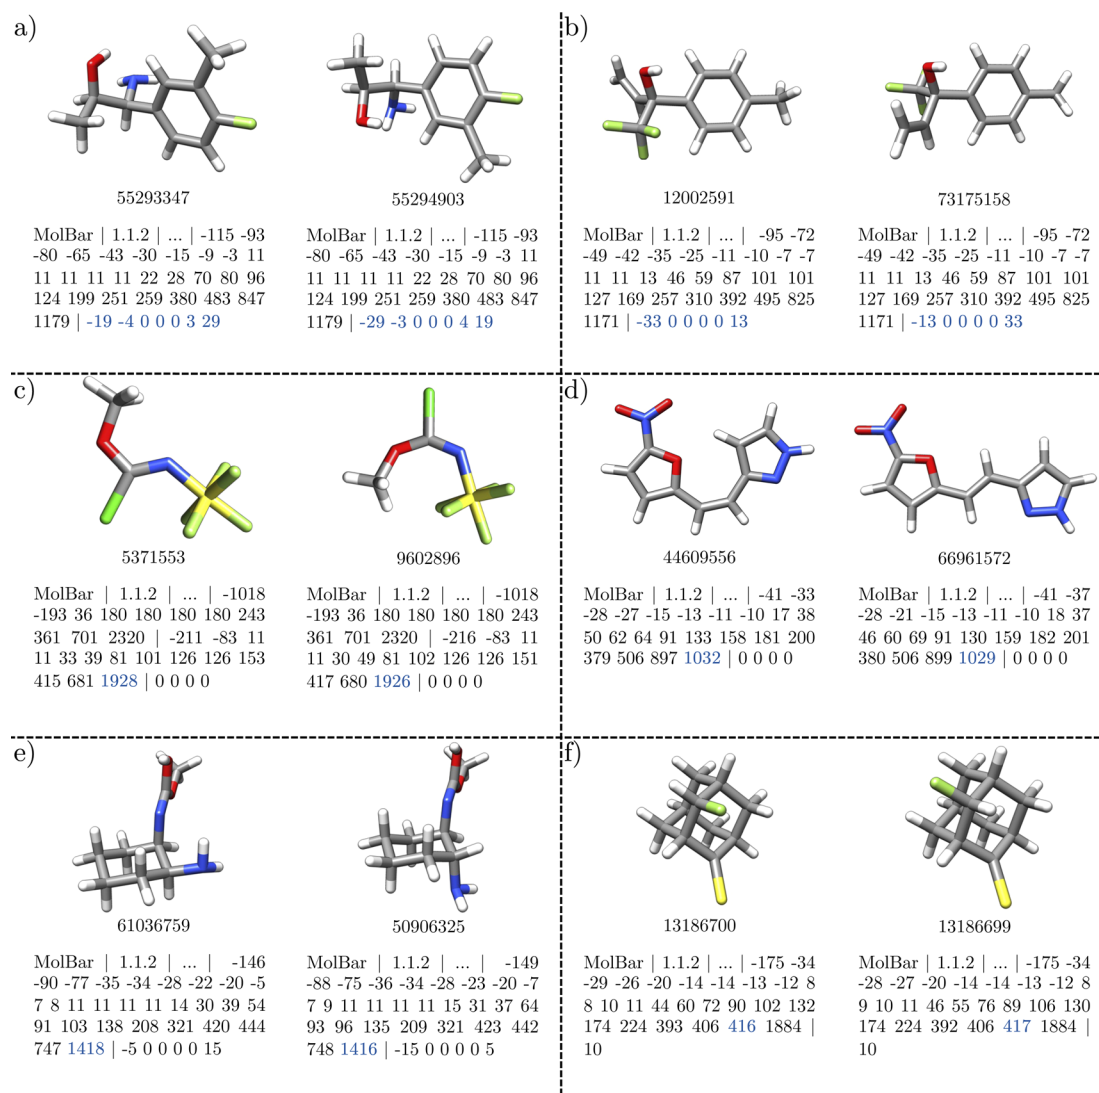 a)
55293347
MolBar | 1.1.2 | ... | -115 -93
-80 -65 -43 -30 -15 -9 -3 11
11 11 11 11 22 28 70 80 96
124 199 251 259 380 483 847
1179 | -19 -4 0 0 0 3 29
55294903
MolBar | 1.1.2 | ... | -115 -93
-80 -65 -43 -30 -15 -9 -3 11
11 11 11 11 22 28 70 80 96
124 199 251 259 380 483 847
1179 | -29 -3 0 0 0 4 19
b)
12002591
MolBar | 1.1.2 | ... | -95 -72
-49 -42 -35 -25 -11 -10 -7 -7
11 11 13 46 59 87 101 101
127 169 257 310 392 495 825
1171 | -33 0 0 0 0 13
73175158
MolBar | 1.1.2 | ... | -95 -72
-49 -42 -35 -25 -11 -10 -7 -7
11 11 13 46 59 87 101 101
127 169 257 310 392 495 825
1171 | -13 0 0 0 0 33
c)
5371553
MolBar | 1.1.2 | ... | -1018
-193 36 180 180 180 180 243
361 701 2320 | -211 -83 11
11 33 39 81 101 126 126 153
415 681 1928 | 0 0 0 0
9602896
MolBar | 1.1.2 | ... | -1018
-193 36 180 180 180 180 243
361 701 2320 | -216 -83 11
11 30 49 81 102 126 126 151
417 680 1926 | 0 0 0 0
d)
44609556
MolBar | 1.1.2 | ... | -41 -33
-28 -27 -15 -13 -11 -10 17 38
50 62 64 91 133 158 181 200
379 506 897 1032 | 0 0 0 0
66961572
MolBar | 1.1.2 | ... | -41 -37
-28 -21 -15 -13 -11 -10 18 37
46 60 69 91 130 159 182 201
380 506 899 1029 | 0 0 0 0
e)
61036759
MolBar | 1.1.2 | ... | -146
-90 -77 -35 -34 -28 -22 -20 -5
7 8 11 11 11 11 14 30 39 54
91 103 138 208 321 420 444
747 1418 | -5 0 0 0 0 15
50906325
MolBar | 1.1.2 | ... | -149
-88 -75 -36 -34 -28 -23 -20 -7
7 9 11 11 11 11 15 31 37 64
93 96 135 209 321 423 442
748 1416 | -15 0 0 0 0 5
f)
13186700
MolBar | 1.1.2 | ... | -175 -34
-29 -26 -20 -14 -14 -13 -12 8
8 10 11 44 60 72 90 102 132
174 224 393 406 416 1884 |
10
13186699
MolBar | 1.1.2 | ... | -175 -34
-28 -27 -20 -14 -14 -13 -12 8
9 10 11 46 55 76 89 106 130
174 224 392 406 417 1884 |
10